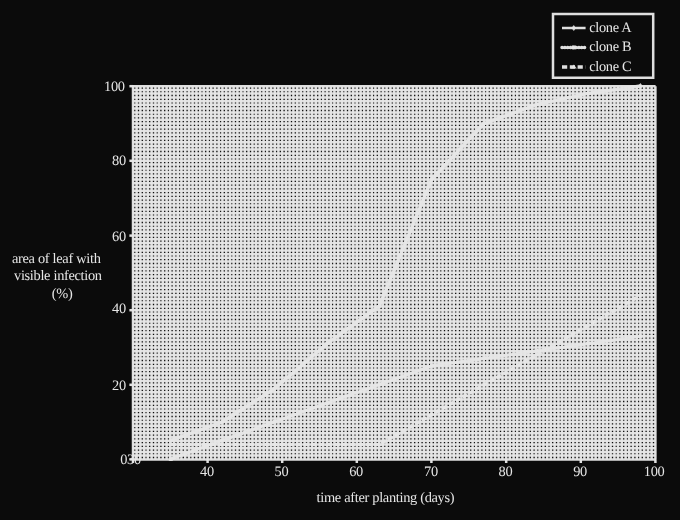 clone A
clone B
clone C
100
80
60
area of leaf with
visible infection
(%)
40
20
0
30
40
50
60
70
80
90
100
time after planting (days)